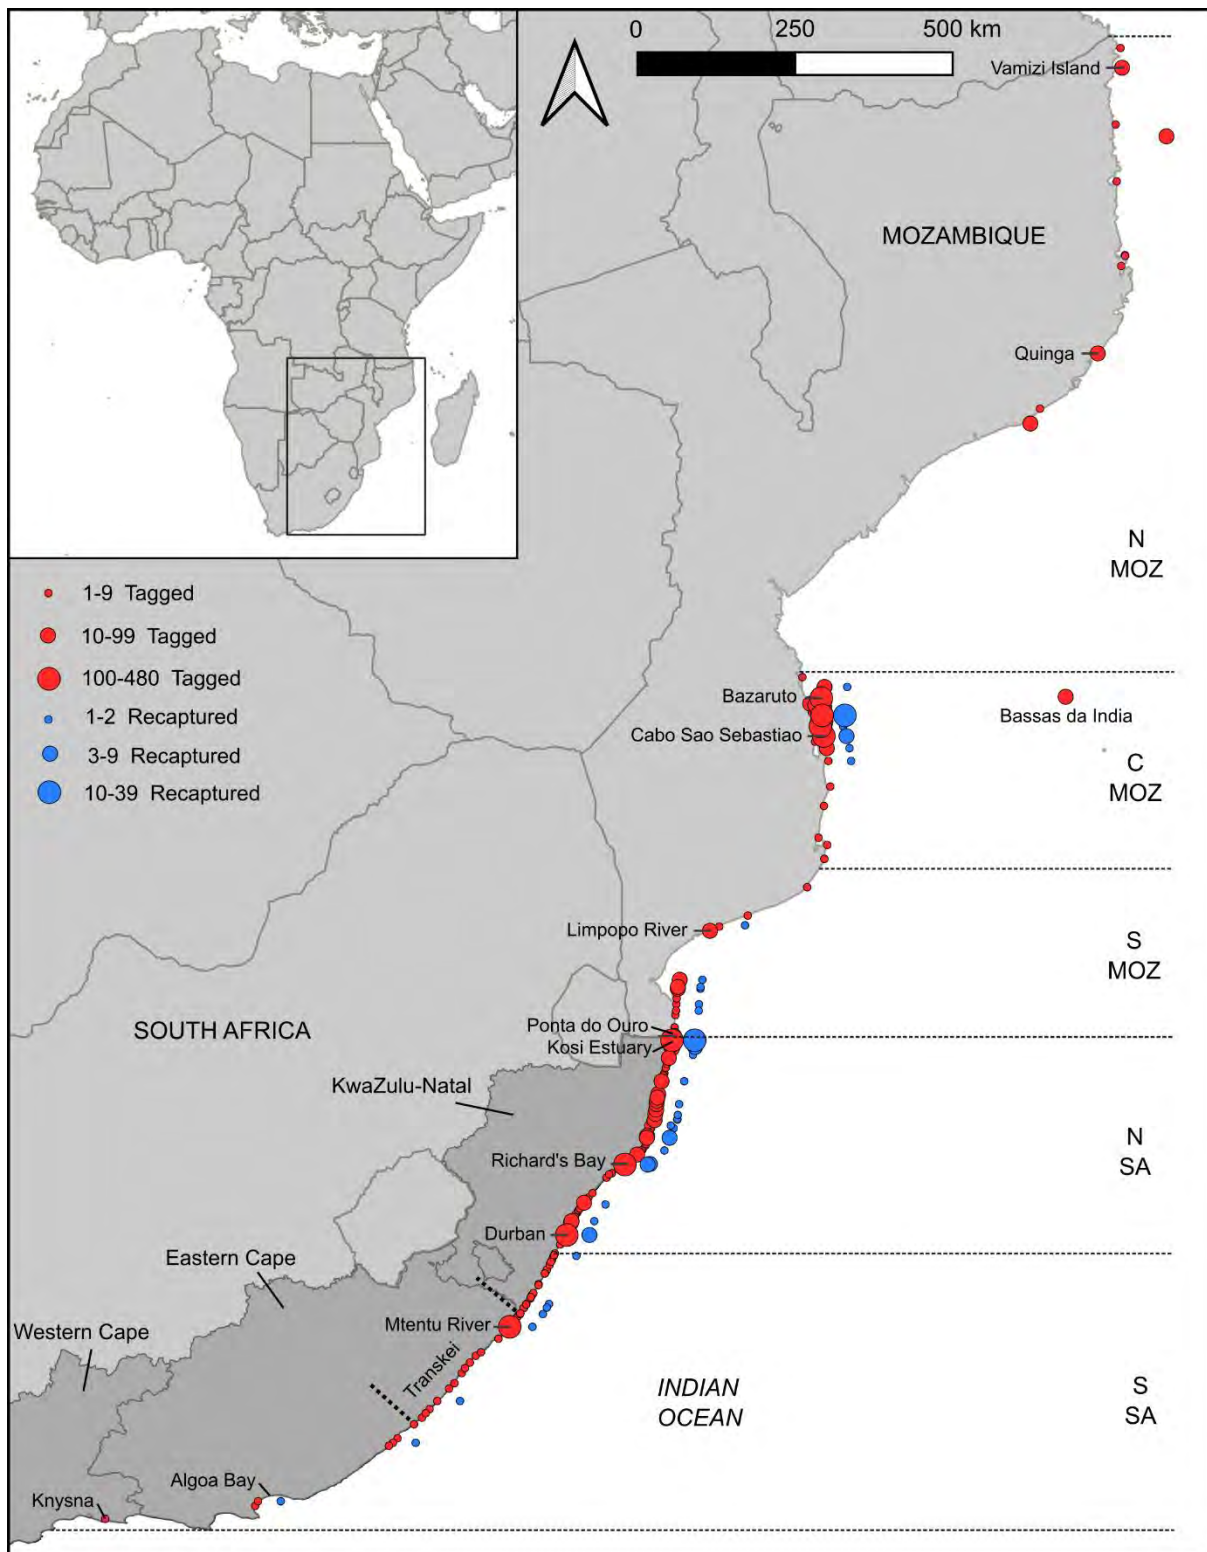 0 250 500 km
Vamizi Island
MOZAMBIQUE
Quinga
N
MOZ
1-9 Tagged
10-99 Tagged
100-480 Tagged
1-2 Recaptured
3-9 Recaptured
10-39 Recaptured
Bazaruto
Bassas da India
Cabo Sao Sebastiao
C
MOZ
Limpopo River
S
MOZ
SOUTH AFRICA
Ponta do Ouro
Kosi Estuary
KwaZulu-Natal
N
SA
Richard's Bay
Durban
Eastern Cape
Western Cape
Mtentu River
Transkei
INDIAN
OCEAN
S
SA
Algoa Bay
Knysna